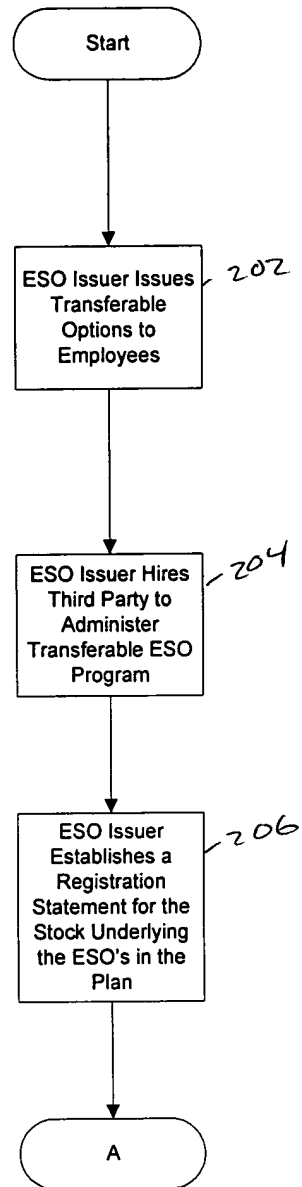 Start
ESO Issuer Issues
202
Transferable
Options to
Employees
ESO Issuer Hires
204
Third Party to
Administer
Transferable ESO
Program
ESO Issuer
206
Establishes a
Registration
Statement for the
Stock Underlying
the ESO's in the
Plan
A